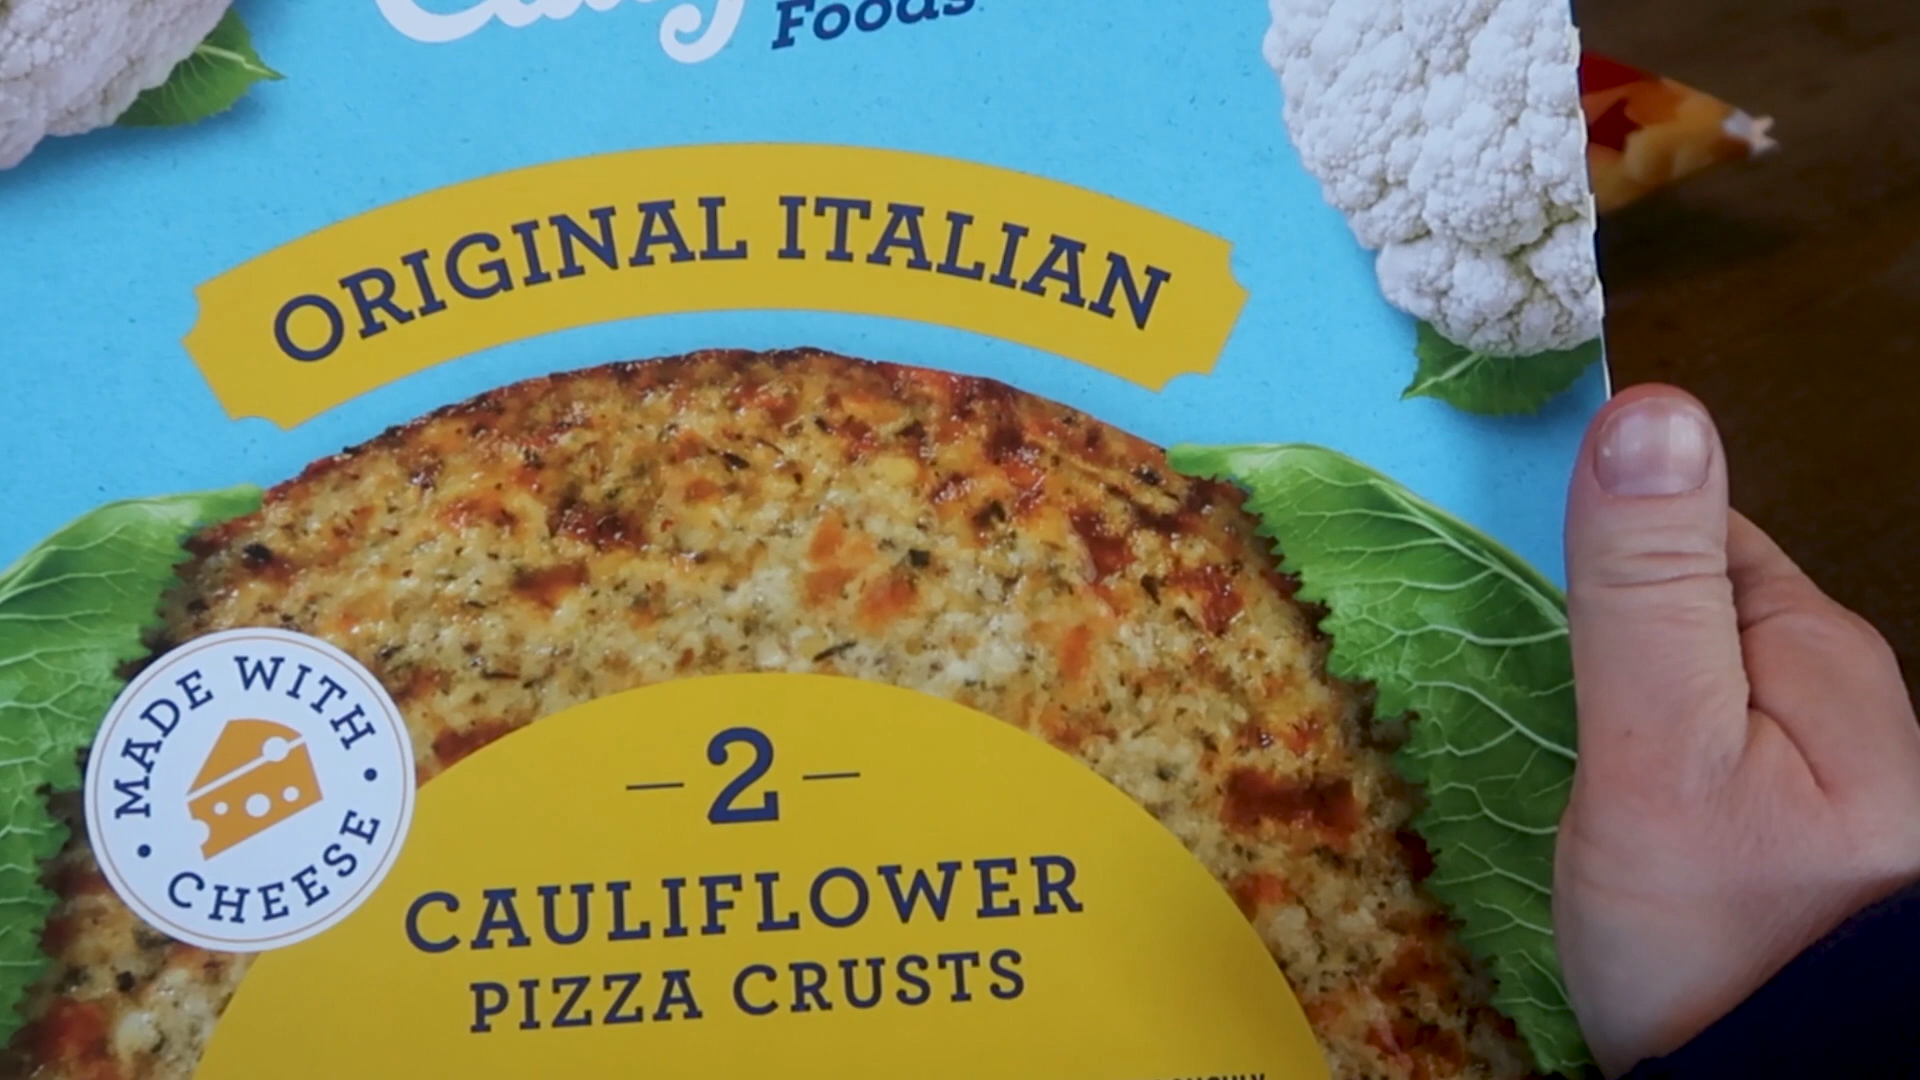 Foods
ORIGINAL ITALIAN
MADE WITH
CHEESE
2
CAULIFLOWER
PIZZA CRUSTS